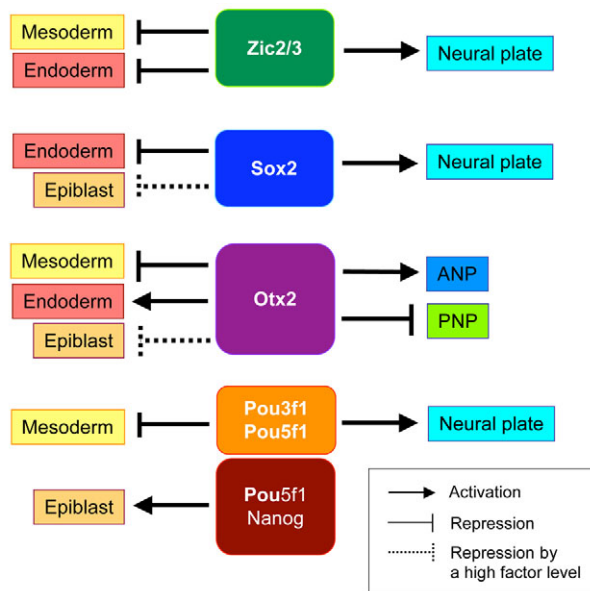 Mesoderm
Endoderm
Zic2/3
Neural plate
Endoderm
Epiblast
Sox2
Neural plate
Mesoderm
Endoderm
Epiblast
Otx2
ANP
PNP
Mesoderm
Pou3f1
Pou5f1
Neural plate
Epiblast
Pou5f1
Nanog
Activation
Repression
Repression by
a high factor level